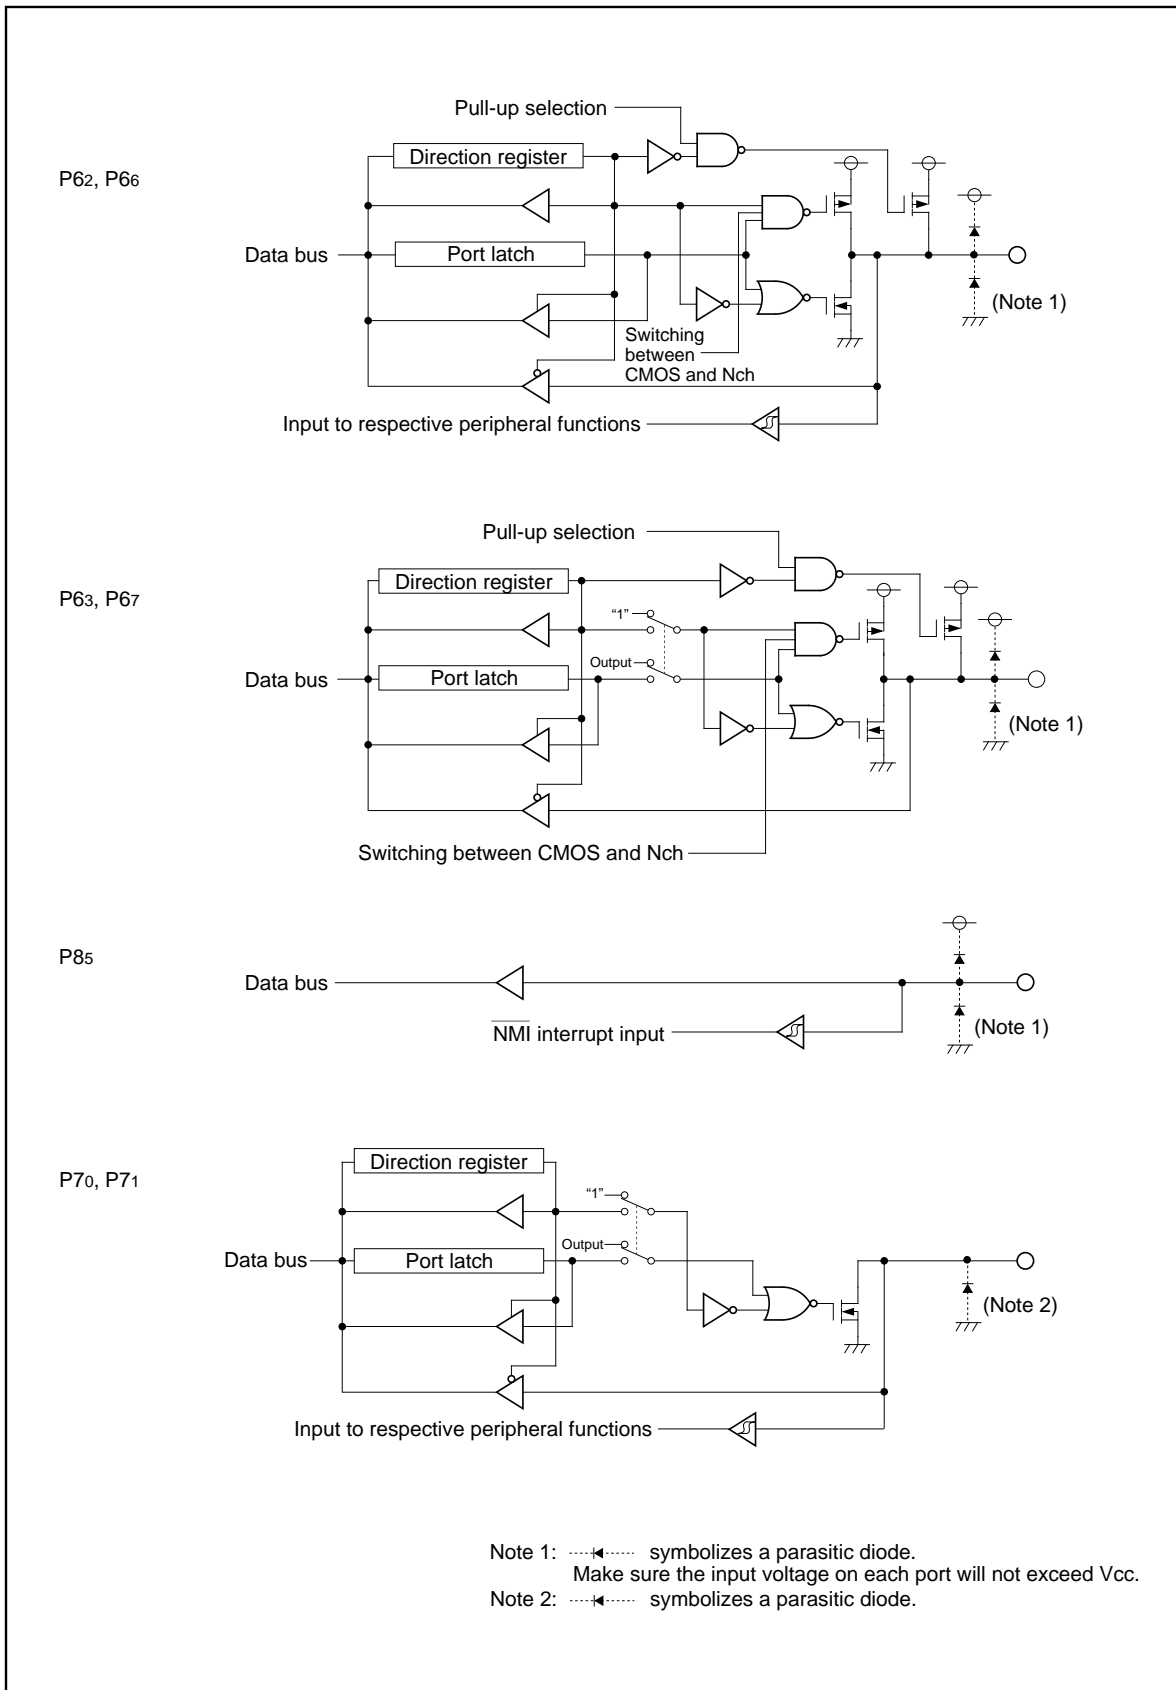 Pull-up selection
Direction register
P62, P66
Data bus
Port latch
(Note 1)
Switching
between
CMOS and Nch
Input to respective peripheral functions
Pull-up selection
Direction register
P63, P67
“1”
Output
Data bus
Port latch
(Note 1)
Switching between CMOS and Nch
P85
Data bus
(Note 1)
NMI interrupt input
Direction register
P70, P71
“1”
Output
Data bus
Port latch
(Note 2)
Input to respective peripheral functions
Note 1: symbolizes a parasitic diode.
Make sure the input voltage on each port will not exceed Vcc.
Note 2: symbolizes a parasitic diode.